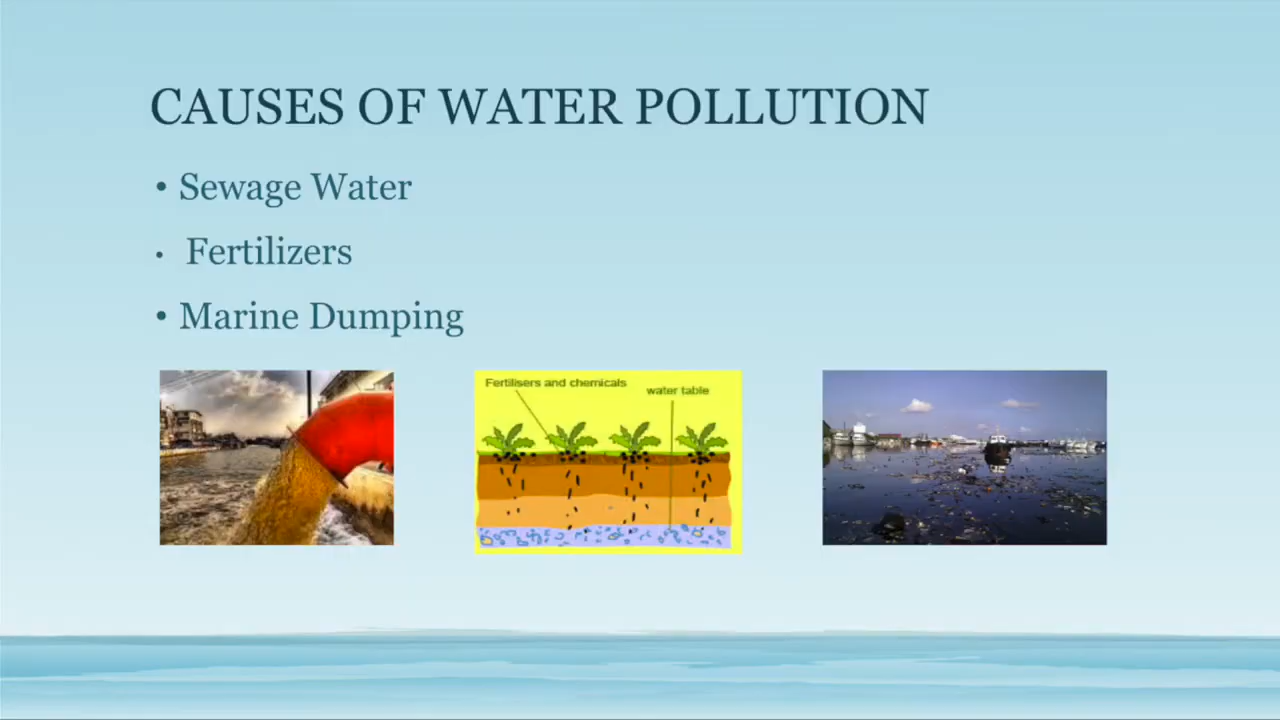 CAUSES OF WATER POLLUTION
• Sewage Water
• Fertilizers
• Marine Dumping
Fertilisers and chemicals
water table